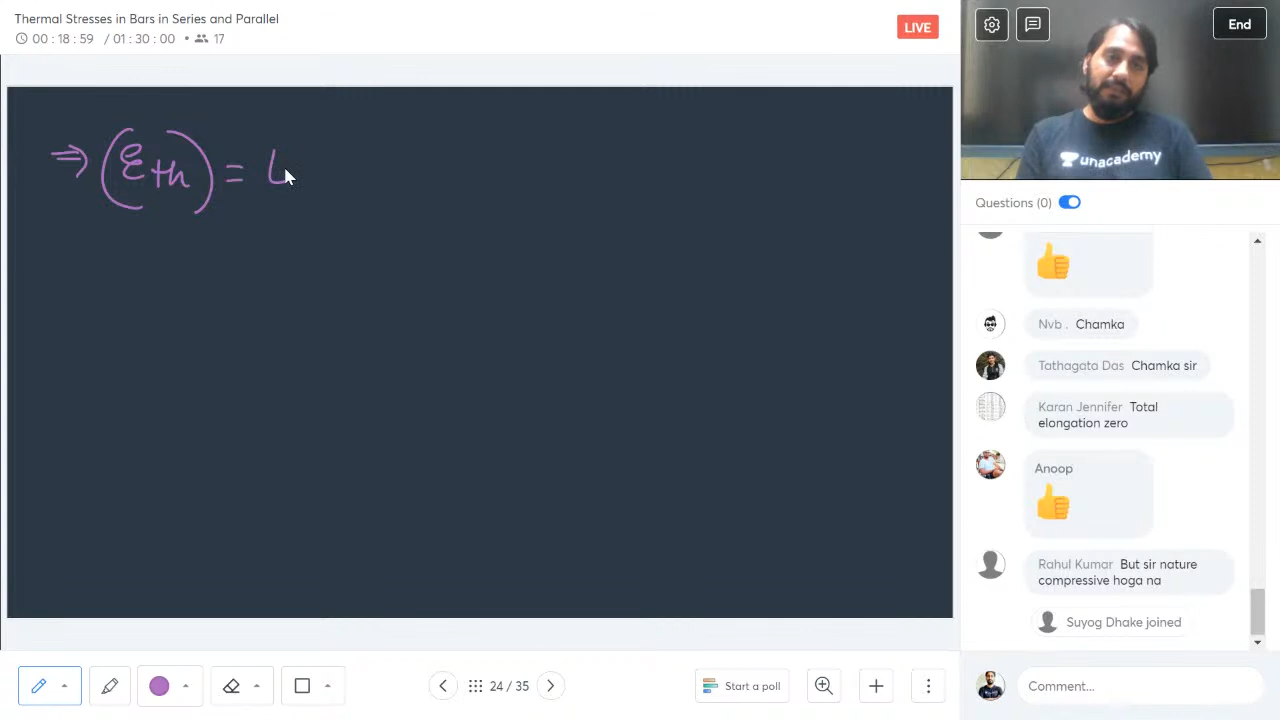 Thermal Stresses in Bars in Series and Parallel
00 : 18 : 59 / 01 : 30 : 00 • 17
LIVE
End
unacademy
⇒ (Ɛth) = L
Questions (0)
Nvb . Chamka
Tathagata Das Chamka sir
Karan Jennifer Total
elongation zero
Anoop
Rahul Kumar But sir nature
compressive hoga na
Suyog Dhake joined
24 / 35
Start a poll
Comment...